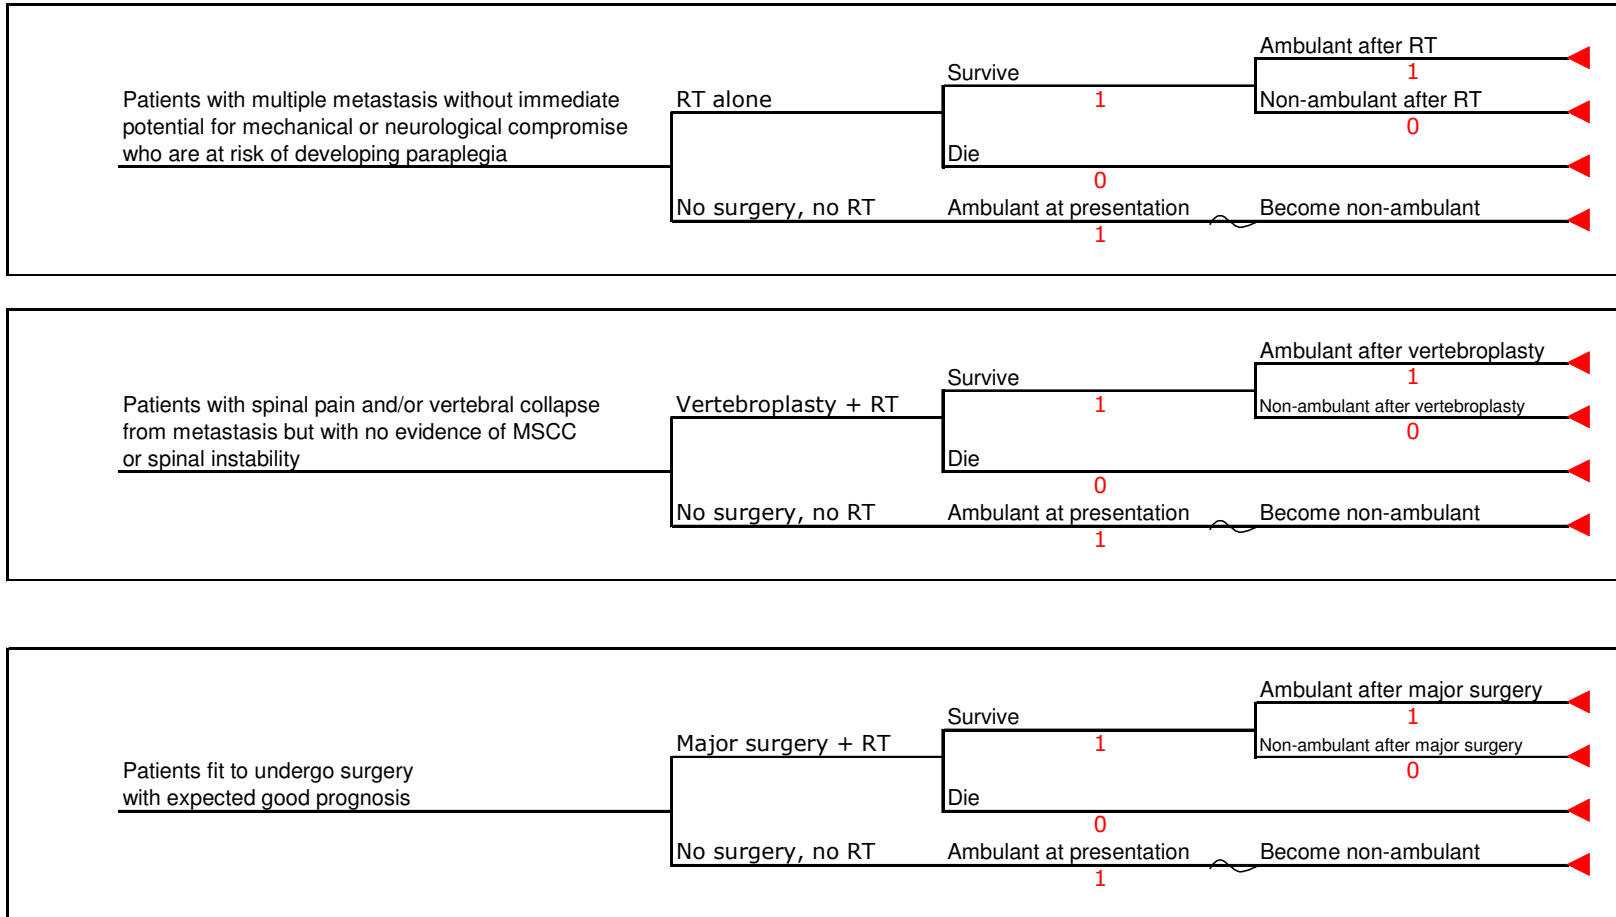 Ambulant after RT
Survive
1
Patients with multiple metastasis without immediate
RT alone
1
Non-ambulant after RT
potential for mechanical or neurological compromise
0
who are at risk of developing paraplegia
Die
0
No surgery, no RT
Ambulant at presentation
Become non-ambulant
1
Ambulant after vertebroplasty
Survive
1
Patients with spinal pain and/or vertebral collapse
Vertebroplasty + RT
1
Non-ambulant after vertebroplasty
from metastasis but with no evidence of MSCC
0
or spinal instability
Die
0
No surgery, no RT
Ambulant at presentation
Become non-ambulant
1
Ambulant after major surgery
Survive
1
Major surgery + RT
1
Non-ambulant after major surgery
Patients fit to undergo surgery
0
with expected good prognosis
Die
0
No surgery, no RT
Ambulant at presentation
Become non-ambulant
1